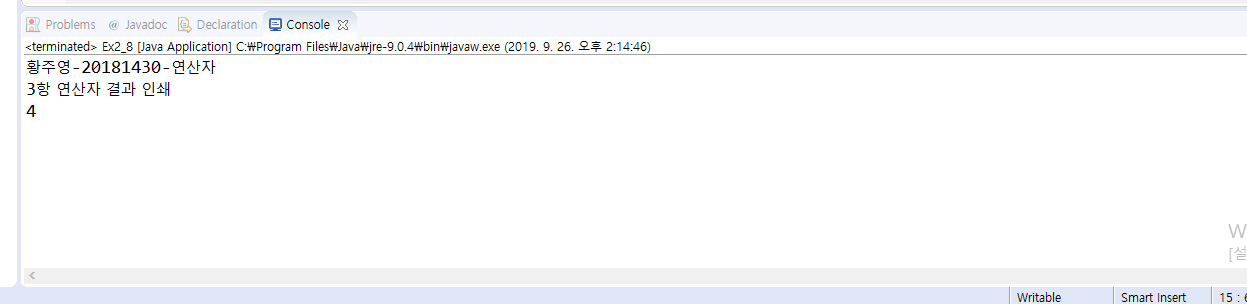 Problems @ Javadoc Declaration Console
<terminated> Ex2_8 [Java Application] C:₩Program Files₩Java₩jre-9.0.4₩bin₩javaw.exe (2019. 9. 26. 오후 2:14:46)
황주영-20181430-연산자
3항 연산자 결과 인쇄
4
W
[설
Writable Smart Insert 15 : 6